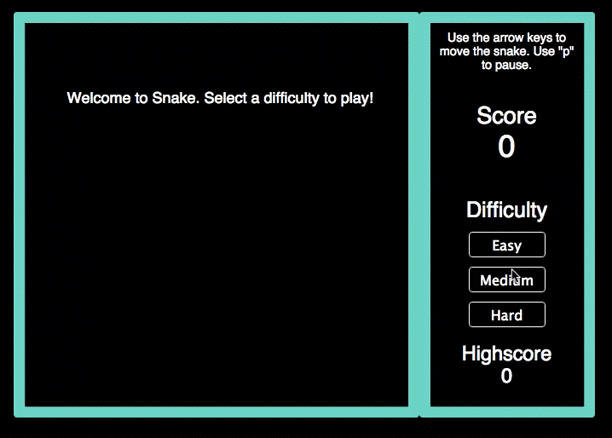 Welcome to Snake. Select a difficulty to play!
Use the arrow keys to
move the snake. Use "p"
to pause.
Score
0
Difficulty
Easy
Medium
Hard
Highscore
0